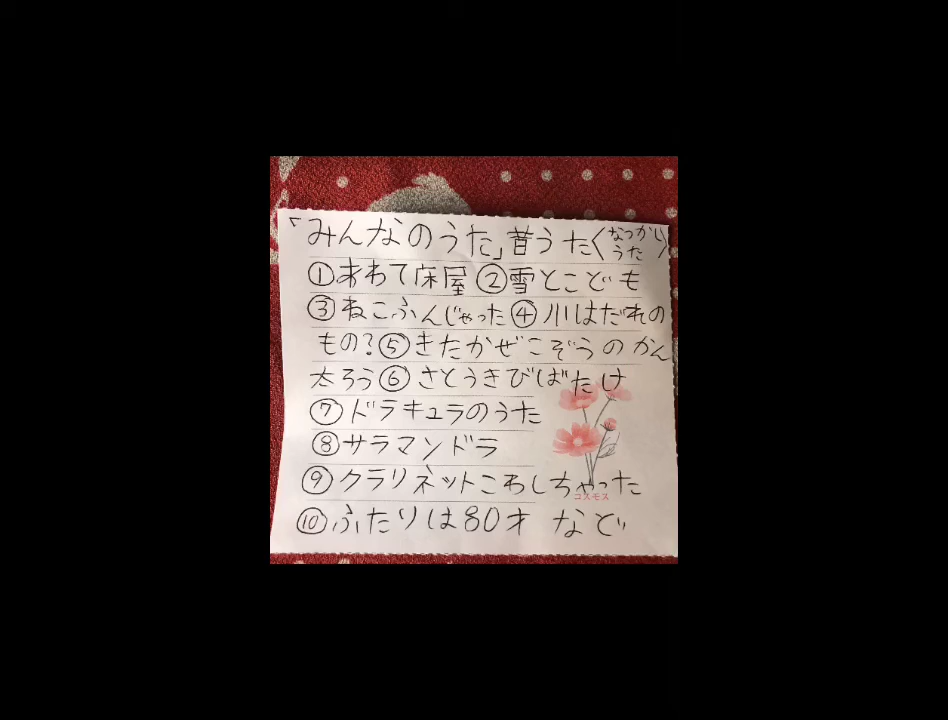 「みんなのうた」昔うた(なつかしうた)
①あわて床屋②雪とこども
③ねこふんじゃった④川はだれの
もの?⑤きたかぜこぞうのかん
太ろう⑥さとうきびばたけ
⑦ドラキュラのうた
⑧サラマンドラ
⑨クラリネットこわしちゃった
コスモス
⑩ふたりは80才 など